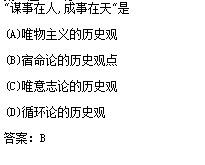 “谋事在人,成事在天”是
(A)唯物主义的历史观
(B)宿命论的历史观点
(C)唯意志论的历史观
(D)循环论的历史观
答案：B